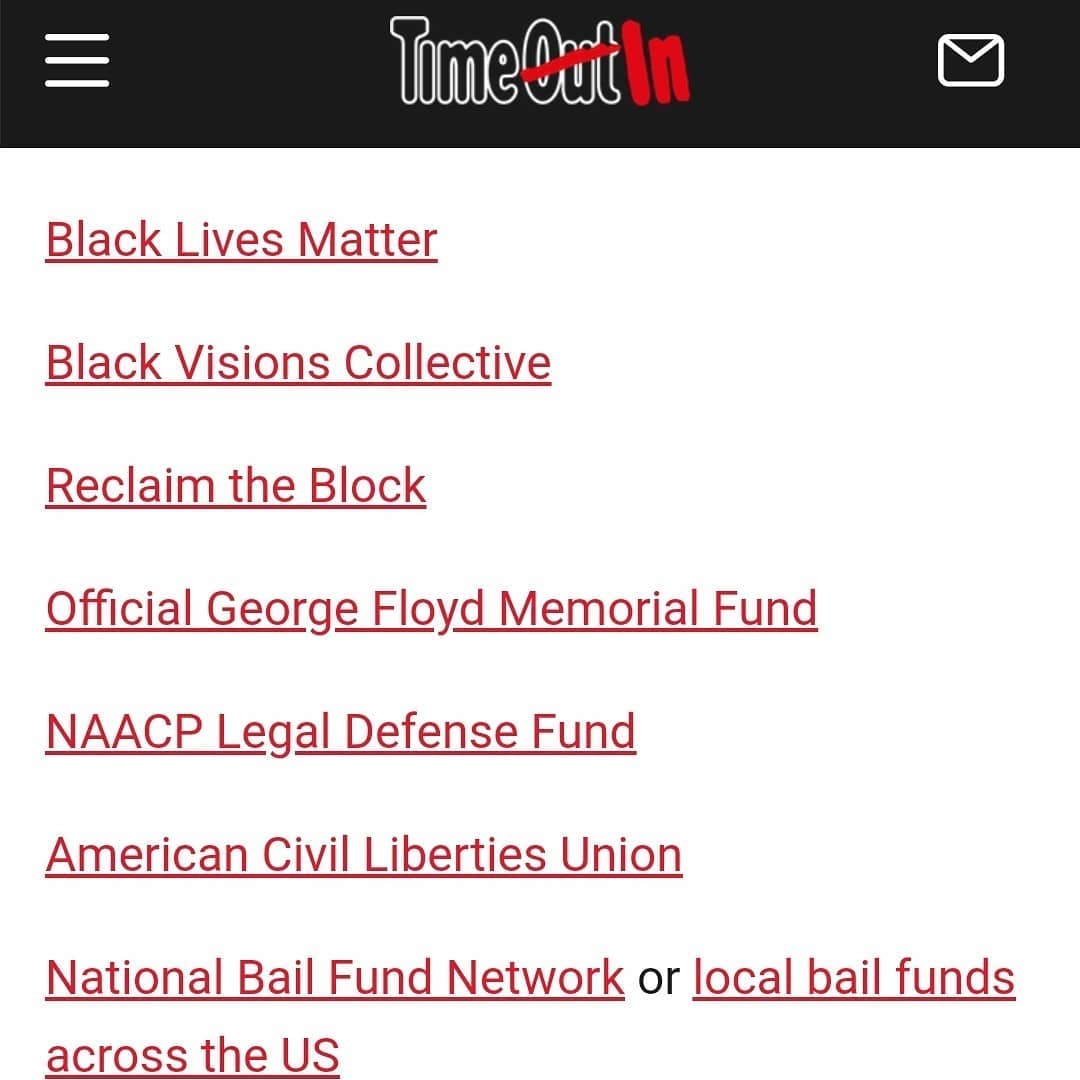 Time Out In
Black Lives Matter
Black Visions Collective
Reclaim the Block
Official George Floyd Memorial Fund
NAACP Legal Defense Fund
American Civil Liberties Union
National Bail Fund Network or local bail funds
across the US